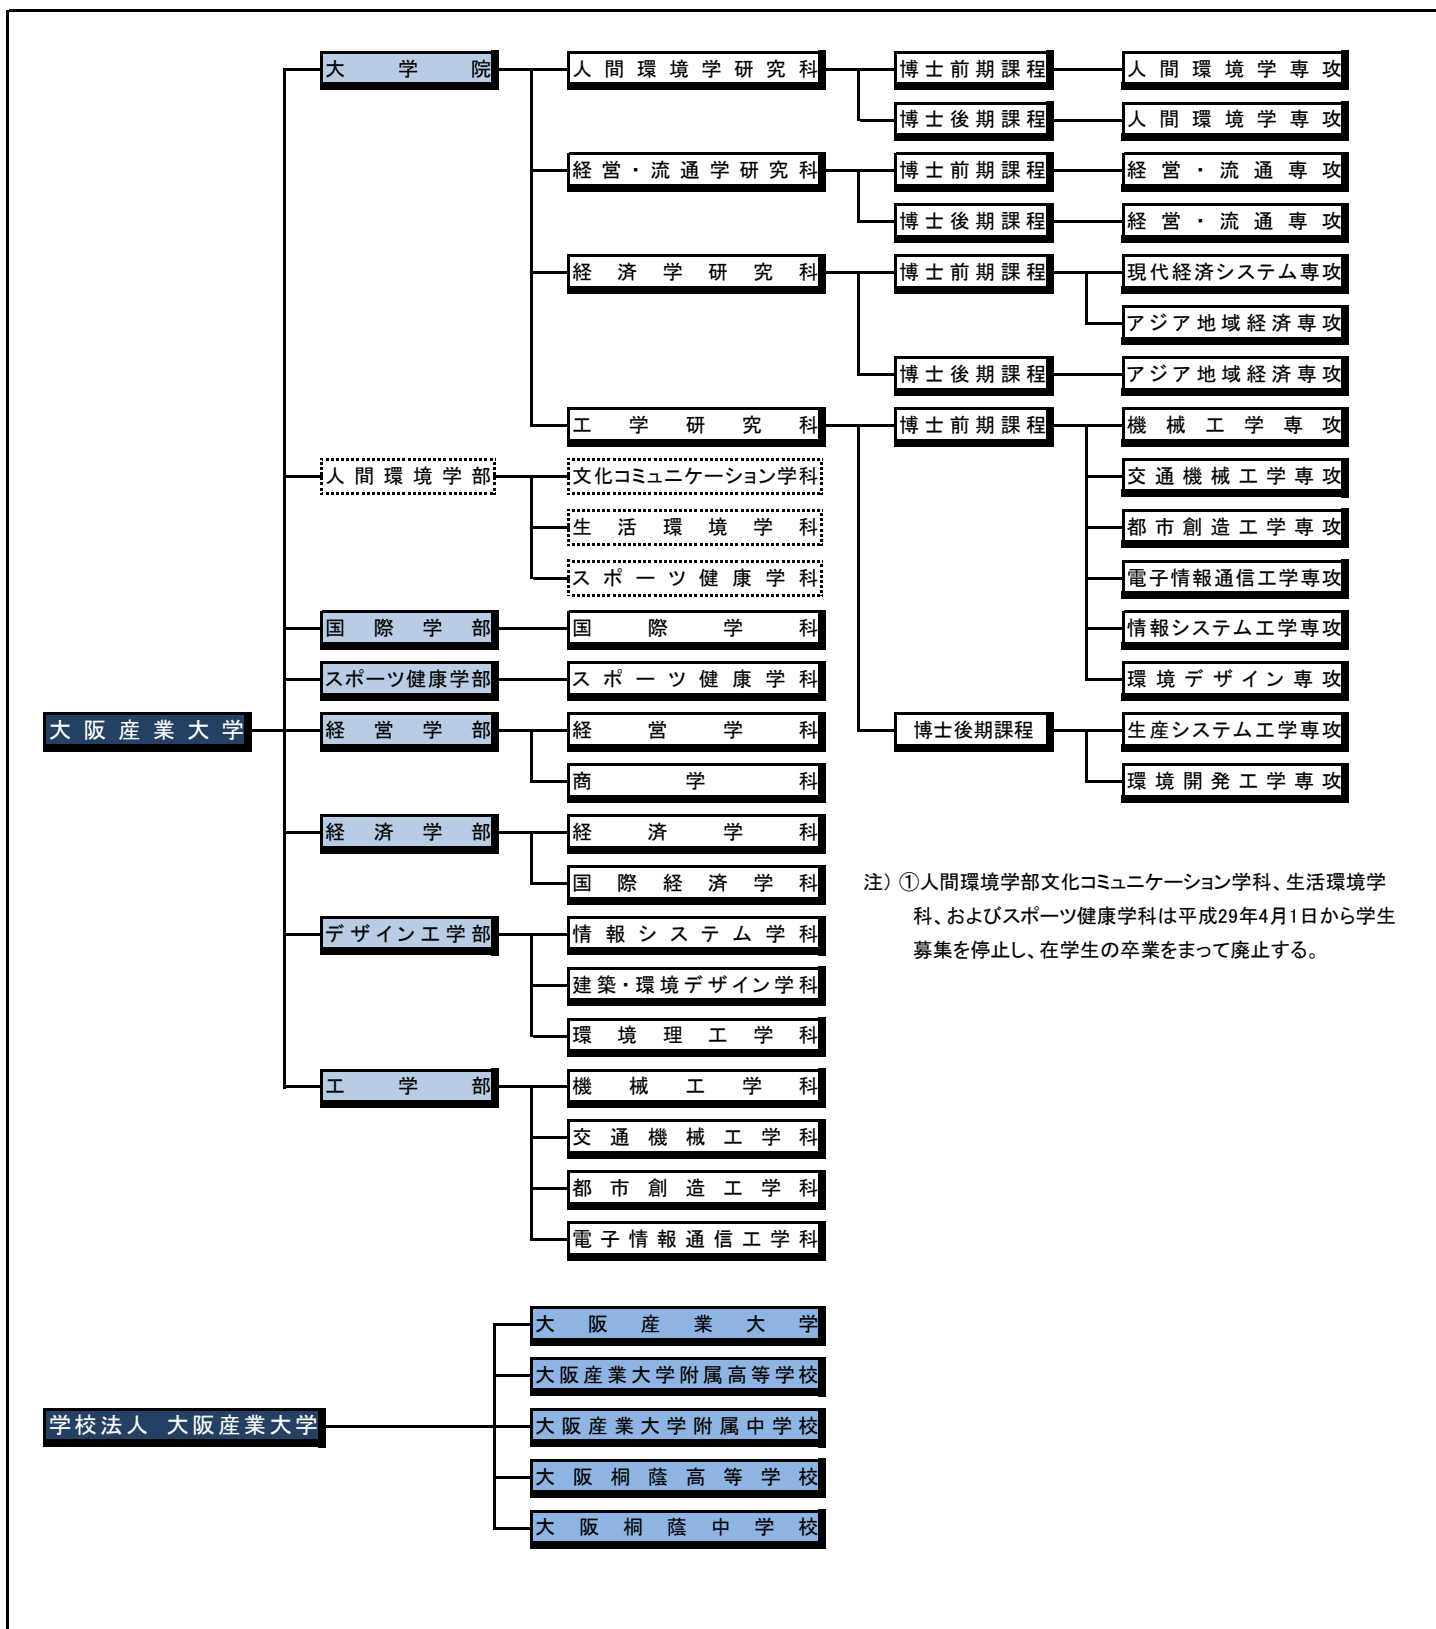 大学院 人間環境学研究科 博士前期課程 人間環境学専攻
博士後期課程 人間環境学専攻
経営・流通学研究科 博士前期課程 経営・流通専攻
博士後期課程 経営・流通専攻
経済学研究科 博士前期課程 現代経済システム専攻
アジア地域経済専攻
博士後期課程 アジア地域経済専攻
工学研究科 博士前期課程 機械工学専攻
人間環境学部 文化コミュニケーション学科 交通機械工学専攻
生活環境学科 都市創造工学専攻
スポーツ健康学科 電子情報通信工学専攻
国際学部 国際学科 情報システム工学専攻
スポーツ健康学部 スポーツ健康学科 環境デザイン専攻
大阪産業大学 経営学部 経営学科 博士後期課程 生産システム工学専攻
商学科 環境開発工学専攻
経済学部 経済学科
国際経済学科
注) ①人間環境学部文化コミュニケーション学科、生活環境学
科、およびスポーツ健康学科は平成29年4月1日から学生
募集を停止し、在学生の卒業をまって廃止する。
デザイン工学部 情報システム学科
建築・環境デザイン学科
環境理工学科
工学部 機械工学科
交通機械工学科
都市創造工学科
電子情報通信工学科
大阪産業大学
大阪産業大学附属高等学校
学校法人 大阪産業大学 大阪産業大学附属中学校
大阪桐蔭高等学校
大阪桐蔭中学校